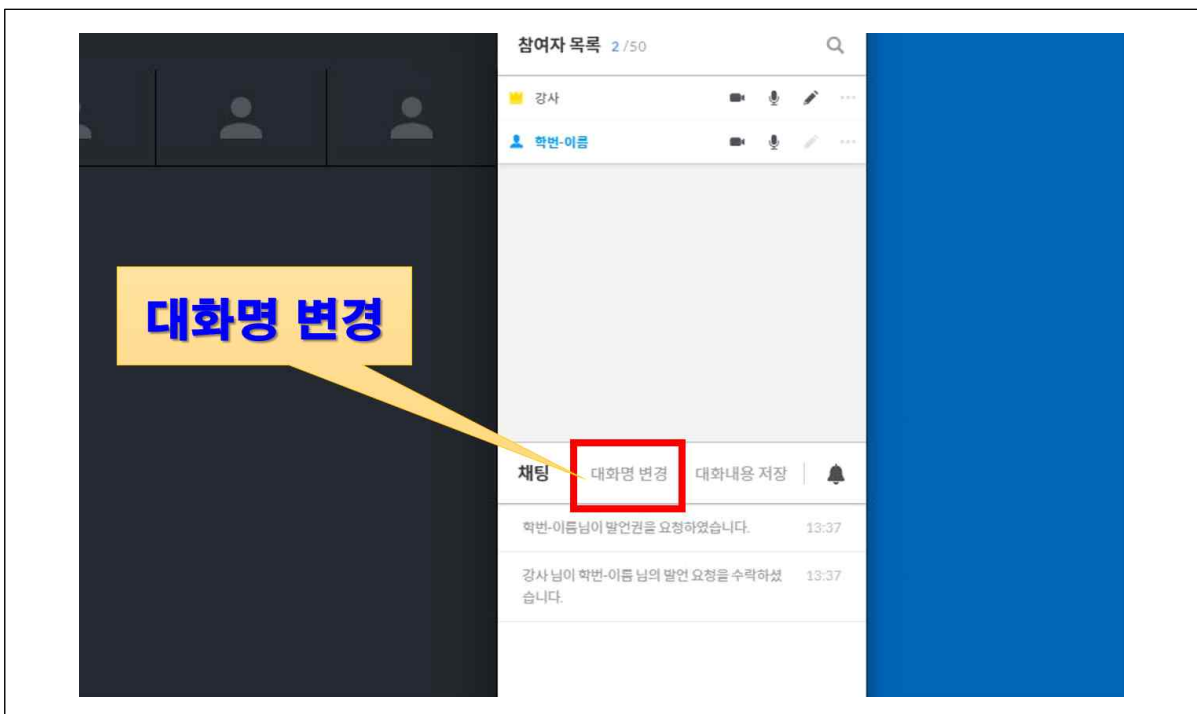 참여자 목록 2 /50
강사
학번-이름
대화명 변경
채팅 대화명 변경 대화내용 저장
학번-이름님이 발언권을 요청하였습니다. 13:37
강사 님이 학번-이름 님의 발언 요청을 수락하셨 13:37
습니다.